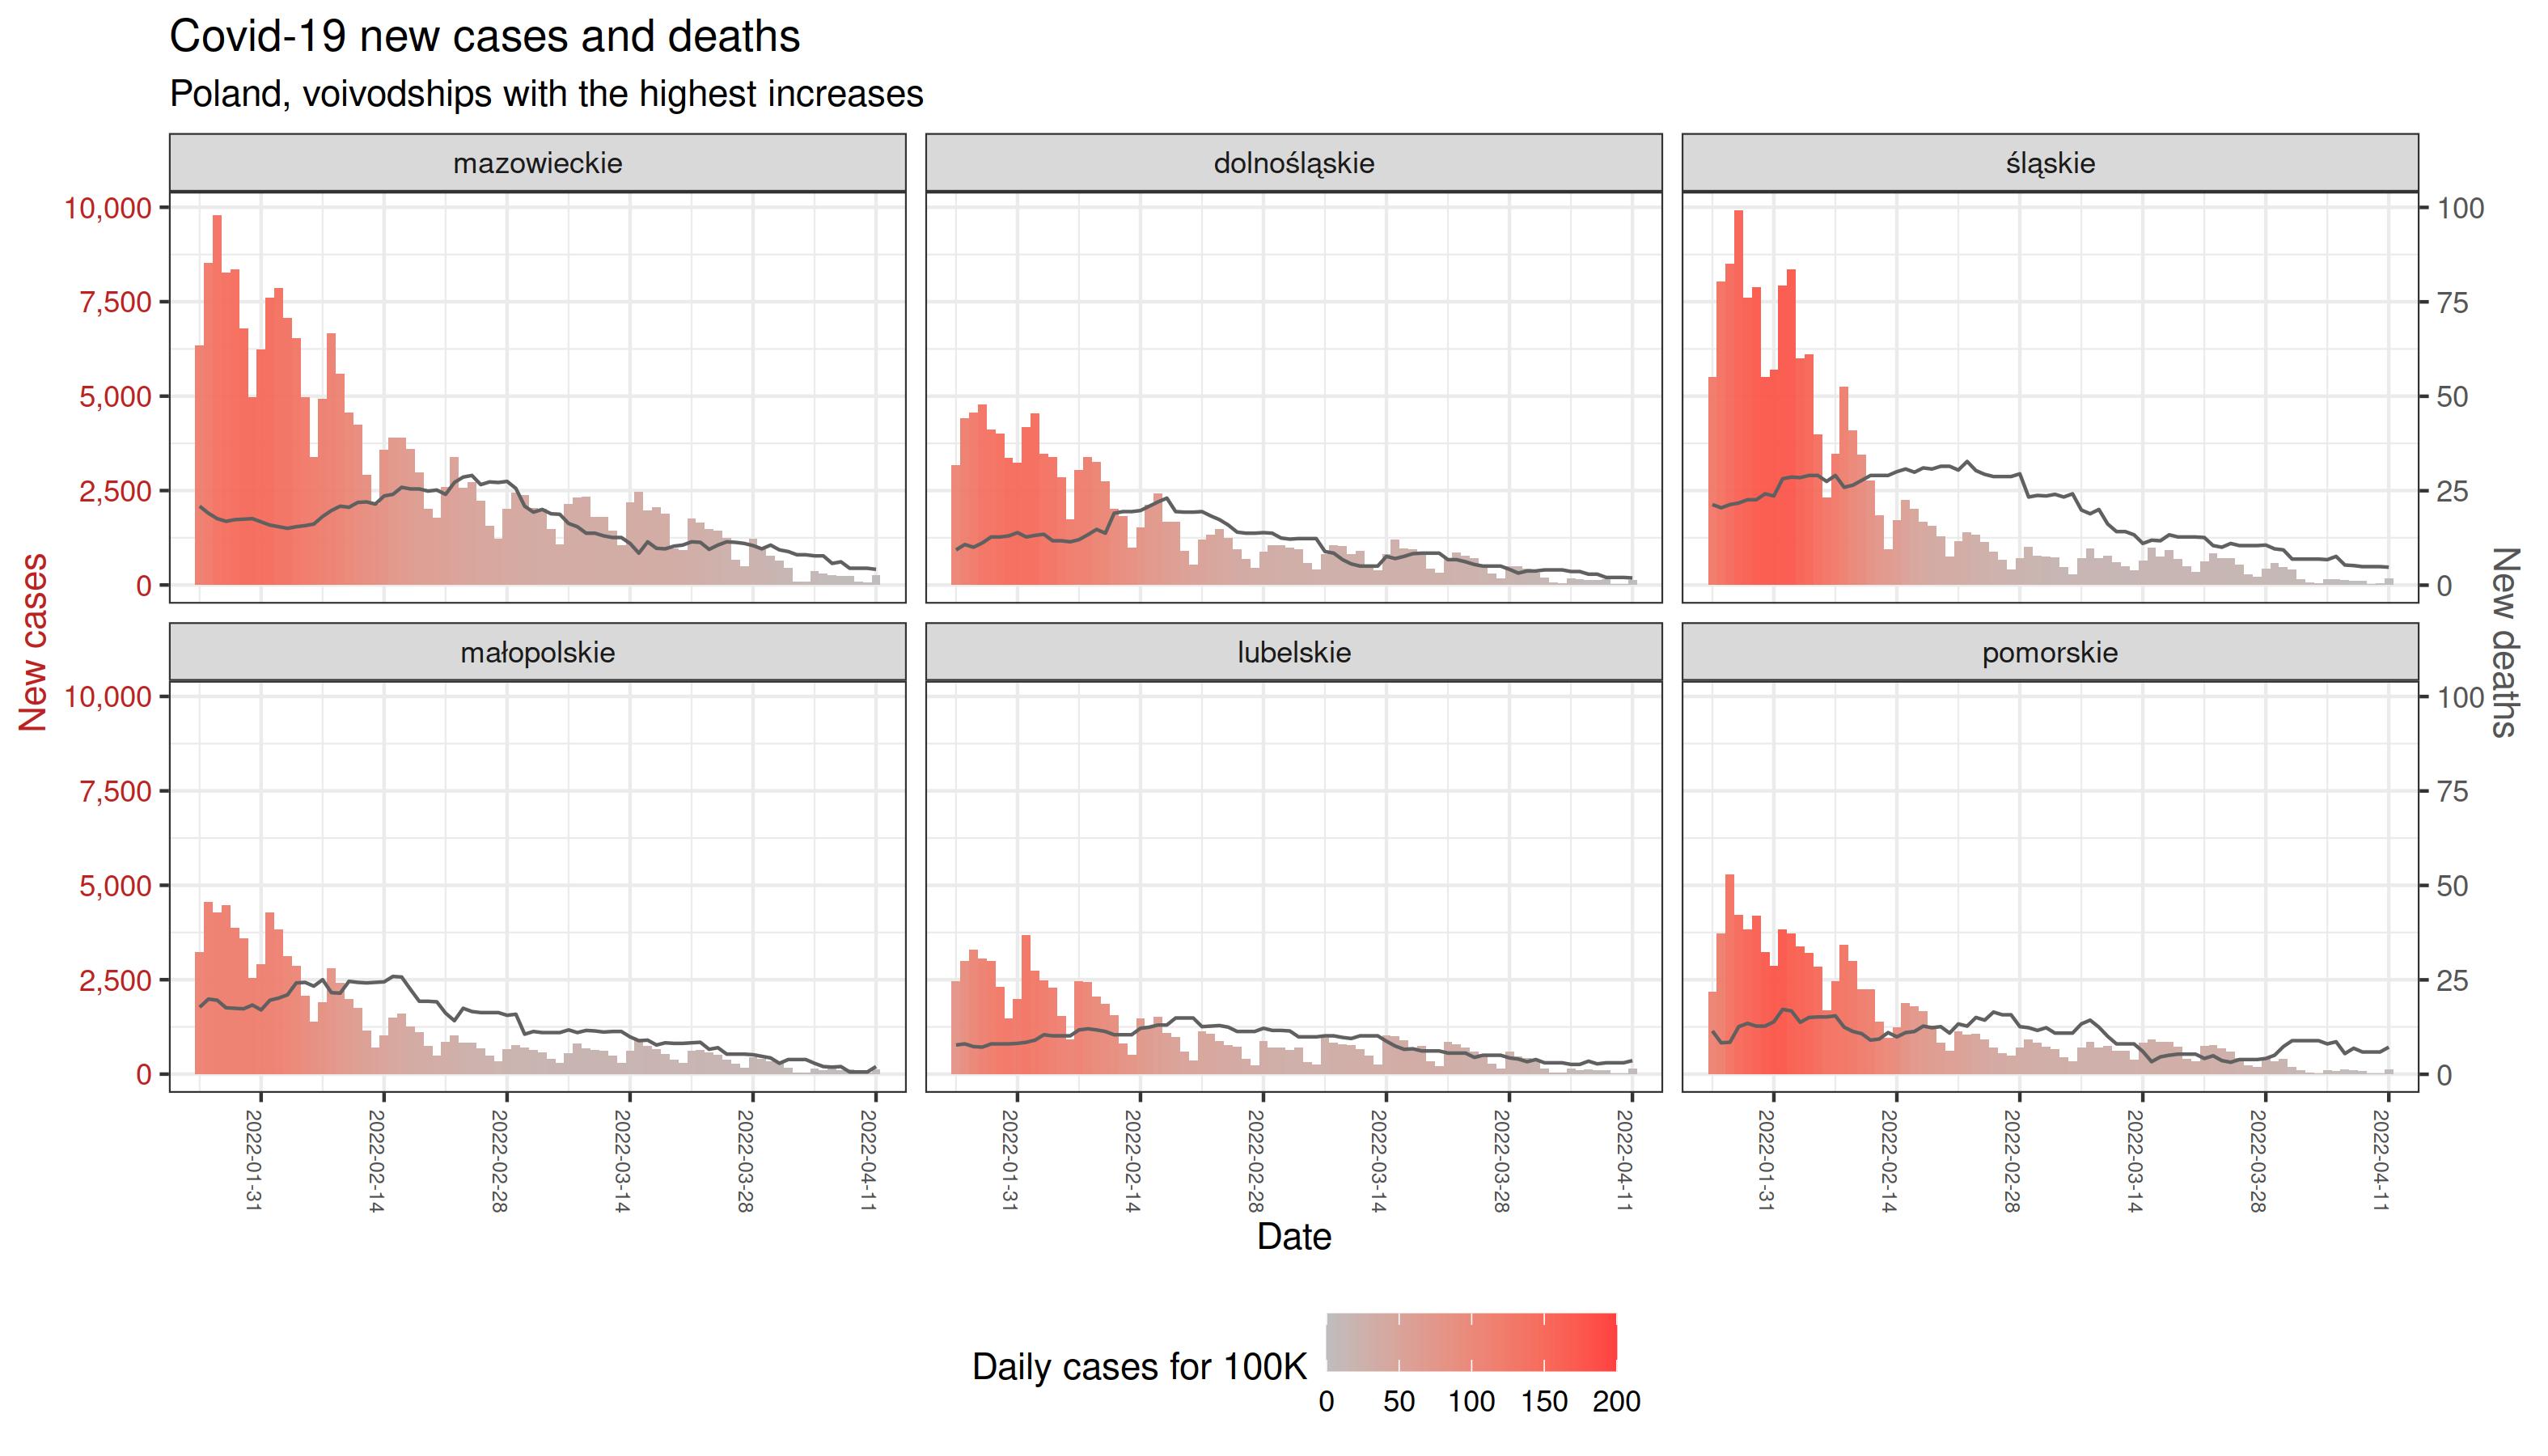 Covid-19 new cases and deaths
Poland, voivodships with the highest increases
mazowieckie
dolnośląskie
śląskie
10,000
7,500
5,000
2,500
0
100
75
50
25
0
małopolskie
lubelskie
pomorskie
10,000
7,500
5,000
2,500
0
100
75
50
25
0
New cases
New deaths
2022-01-31
2022-02-14
2022-02-28
2022-03-14
2022-03-28
2022-04-11
2022-01-31
2022-02-14
2022-02-28
2022-03-14
2022-03-28
2022-04-11
2022-01-31
2022-02-14
2022-02-28
2022-03-14
2022-03-28
2022-04-11
Date
Daily cases for 100K
0 50 100 150 200